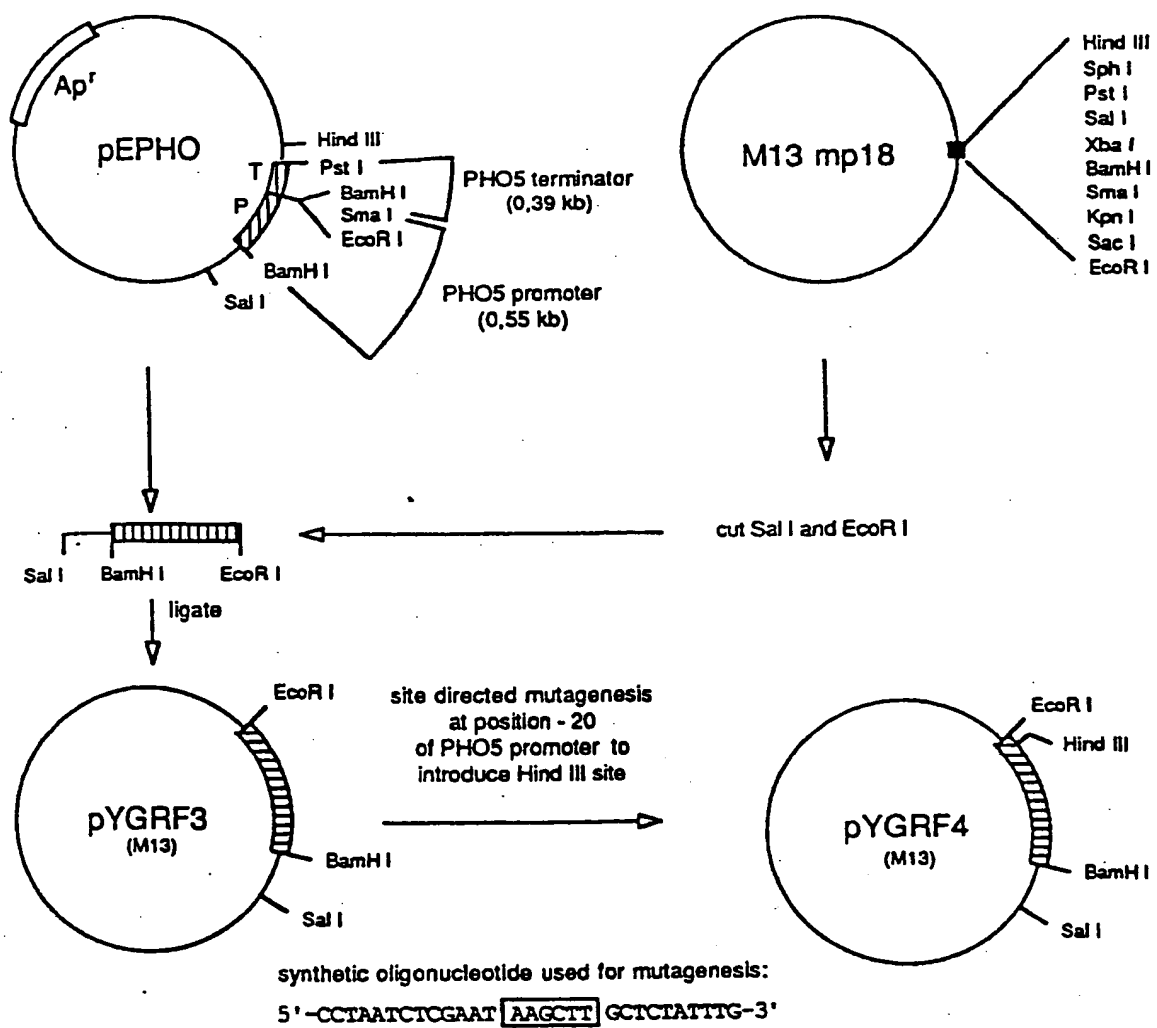 Ap^r
pEPHO
Hind III
T
Pst I
P
BamH I
Sma I
EcoR I
BamH I
Sal I
PHO5 terminator
(0,39 kb)
PHO5 promoter
(0,55 kb)
M13 mp18
Hind III
Sph I
Pst I
Sal I
Xba I
BamH I
Sma I
Kpn I
Sac I
EcoR I
cut Sal I and EcoR I
Sal I
BamH I
EcoR I
ligate
EcoR I
pYGRF3
(M13)
BamH I
Sal I
site directed mutagenesis
at position - 20
of PHO5 promoter to
introduce Hind III site
EcoR I
Hind III
pYGRF4
(M13)
BamH I
Sal I
synthetic oligonucleotide used for mutagenesis:
5'-CCTAATCTCGAAT AAGCTT GCTCTATTTG-3'